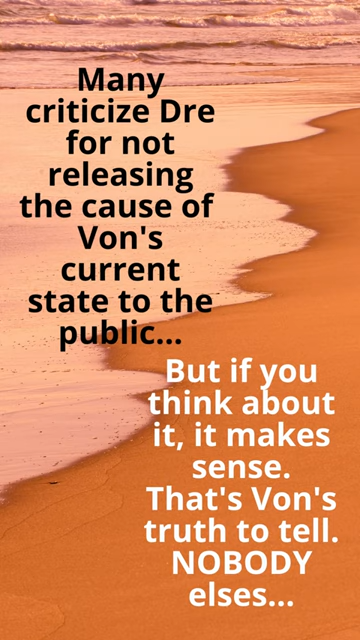 Many
criticize Dre
for not
releasing
the cause of
Von's
current
state to the
public...
But if you
think about
it, it makes
sense.
That's Von's
truth to tell.
NOBODY
elses...